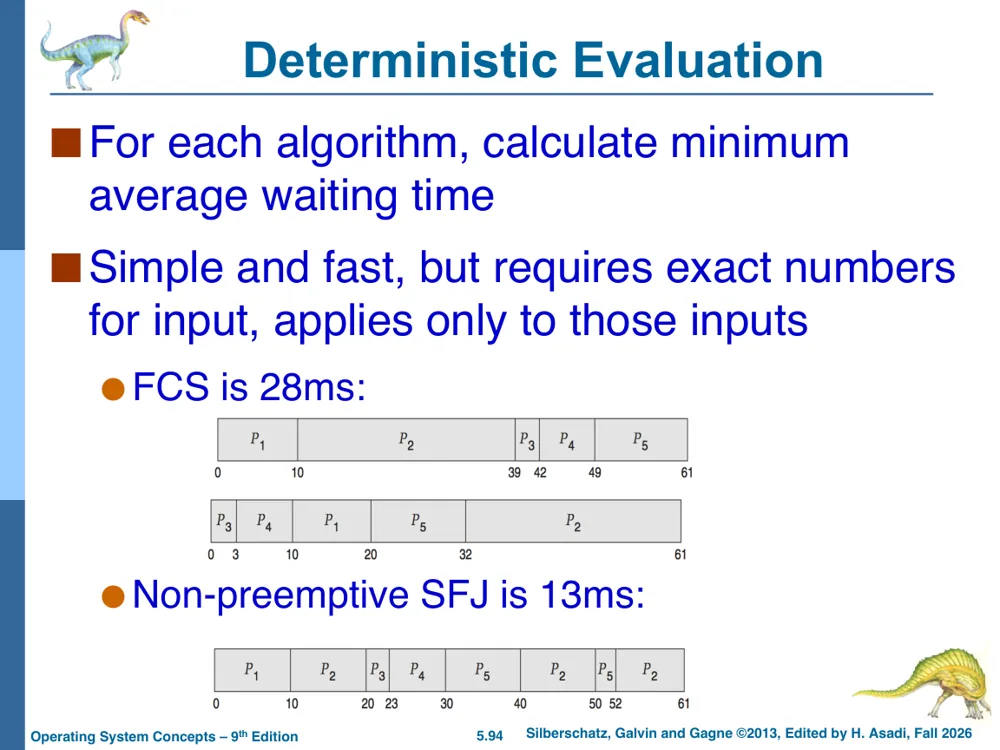 Deterministic Evaluation
For each algorithm, calculate minimum
average waiting time
Simple and fast, but requires exact numbers
for input, applies only to those inputs
FCS is 28ms:
P1 P2 P3 P4 P5
0 10 39 42 49 61
P3 P4 P1 P5 P2
0 3 10 20 32 61
Non-preemptive SFJ is 13ms:
P1 P2 P3 P4 P5 P2 P5 P2
0 10 20 23 30 40 50 52 61
Operating System Concepts – 9th Edition 5.94 Silberschatz, Galvin and Gagne ©2013, Edited by H. Asadi, Fall 2026